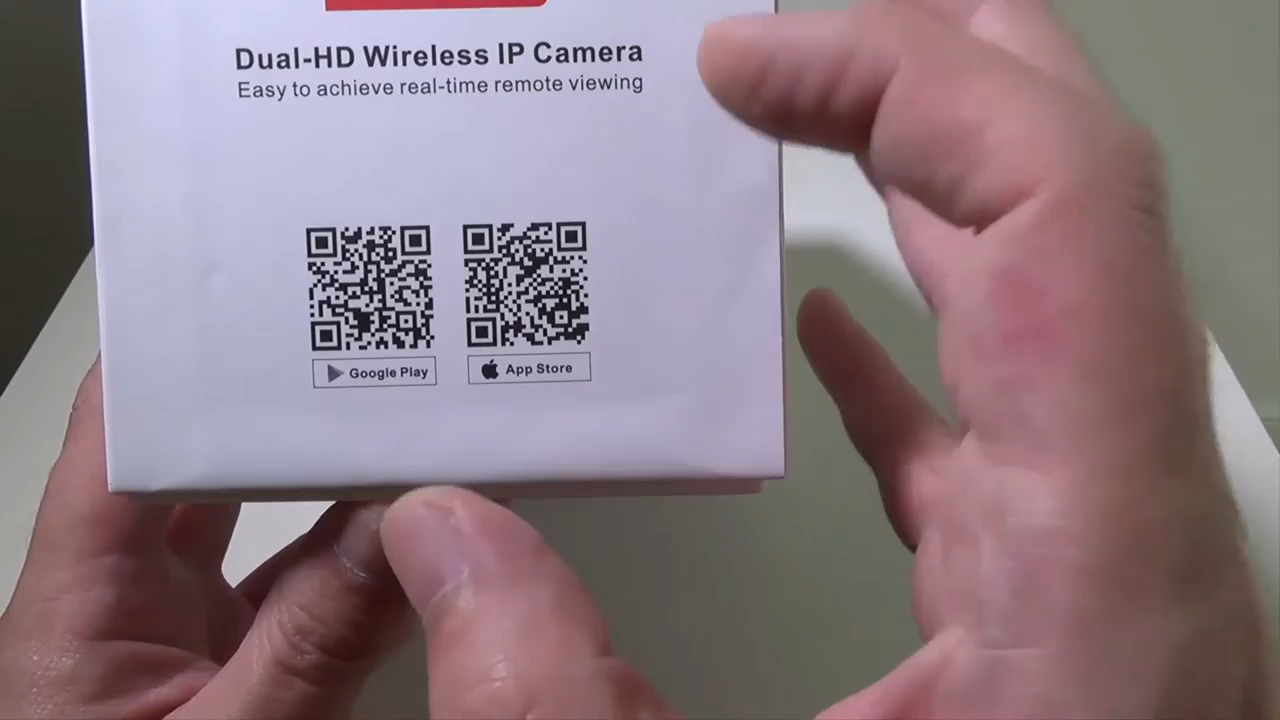 Dual-HD Wireless IP Camera
Easy to achieve real-time remote viewing
Google Play
App Store